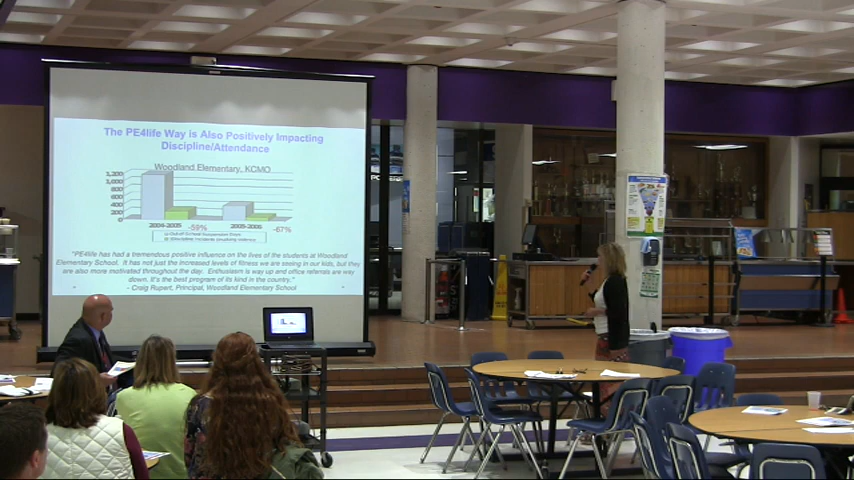 The PE4life Way is Also Positively Impacting
Discipline/Attendance
Woodland Elementary, KCMO
1,200
1,000
800
600
400
200
0
2004-2005
-59%
2005-2006
-67%
"PE4life has had a tremendous positive influence on the lives of the students at Woodland
Elementary School. It has not just the increased levels of fitness we are seeing in our kids, but they
are also more motivated throughout the day. Enthusiasm is way up and office referrals are way
down. It's the best program of its kind in the country."
- Craig Rupert, Principal, Woodland Elementary School